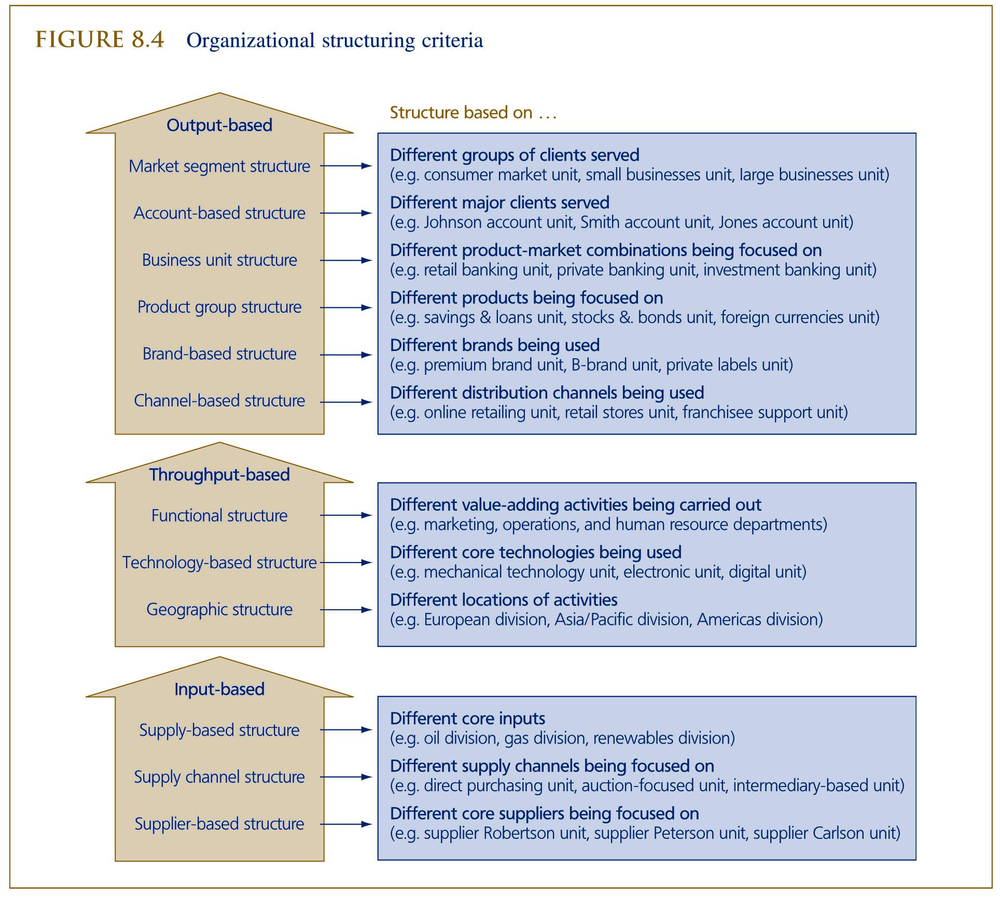 FIGURE 8.4 Organizational structuring criteria
Structure based on …
Output-based
Market segment structure
Different groups of clients served
(e.g. consumer market unit, small businesses unit, large businesses unit)
Account-based structure
Different major clients served
(e.g. Johnson account unit, Smith account unit, Jones account unit)
Business unit structure
Different product-market combinations being focused on
(e.g. retail banking unit, private banking unit, investment banking unit)
Product group structure
Different products being focused on
(e.g. savings & loans unit, stocks &. bonds unit, foreign currencies unit)
Brand-based structure
Different brands being used
(e.g. premium brand unit, B-brand unit, private labels unit)
Channel-based structure
Different distribution channels being used
(e.g. online retailing unit, retail stores unit, franchisee support unit)
Throughput-based
Functional structure
Different value-adding activities being carried out
(e.g. marketing, operations, and human resource departments)
Technology-based structure
Different core technologies being used
(e.g. mechanical technology unit, electronic unit, digital unit)
Geographic structure
Different locations of activities
(e.g. European division, Asia/Pacific division, Americas division)
Input-based
Supply-based structure
Different core inputs
(e.g. oil division, gas division, renewables division)
Supply channel structure
Different supply channels being focused on
(e.g. direct purchasing unit, auction-focused unit, intermediary-based unit)
Supplier-based structure
Different core suppliers being focused on
(e.g. supplier Robertson unit, supplier Peterson unit, supplier Carlson unit)